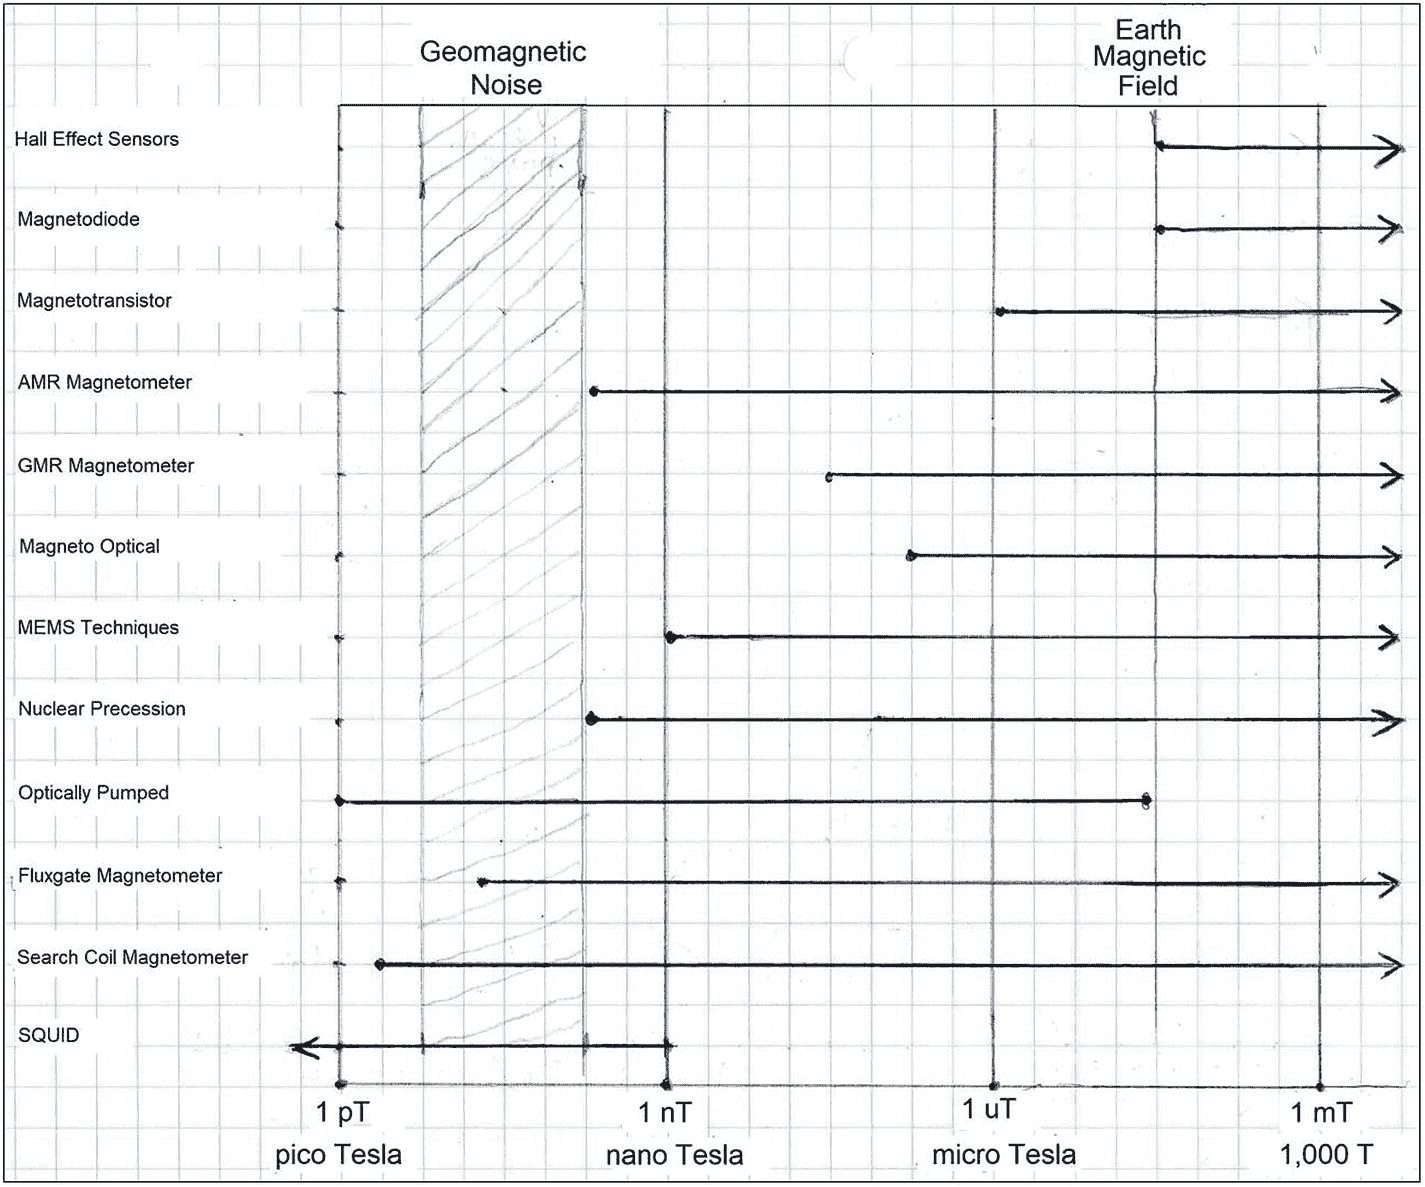 Geomagnetic
Noise
Earth
Magnetic
Field
Hall Effect Sensors
Magnetodiode
Magnetotransistor
AMR Magnetometer
GMR Magnetometer
Magneto Optical
MEMS Techniques
Nuclear Precession
Optically Pumped
Fluxgate Magnetometer
Search Coil Magnetometer
SQUID
1 pT 1 nT 1 uT 1 mT
pico Tesla nano Tesla micro Tesla 1,000 T